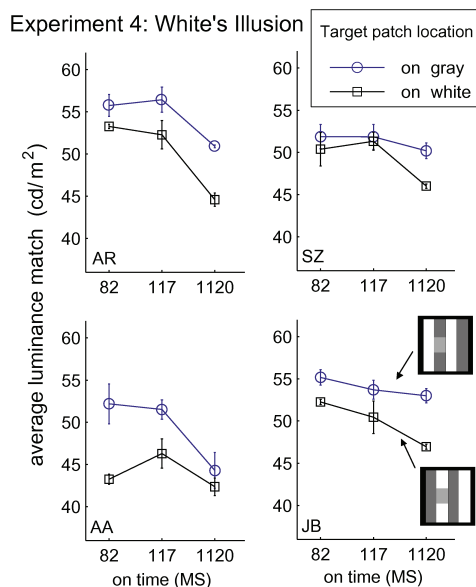 Experiment 4: White's Illusion
Target patch location
on gray
on white
average luminance match (cd/m²)
60
55
50
45
40
AR
82 117 1120
SZ
82 117 1120
60
55
50
45
40
AA
82 117 1120
on time (MS)
60
55
50
45
40
JB
82 117 1120
on time (MS)
60
55
50
45
40